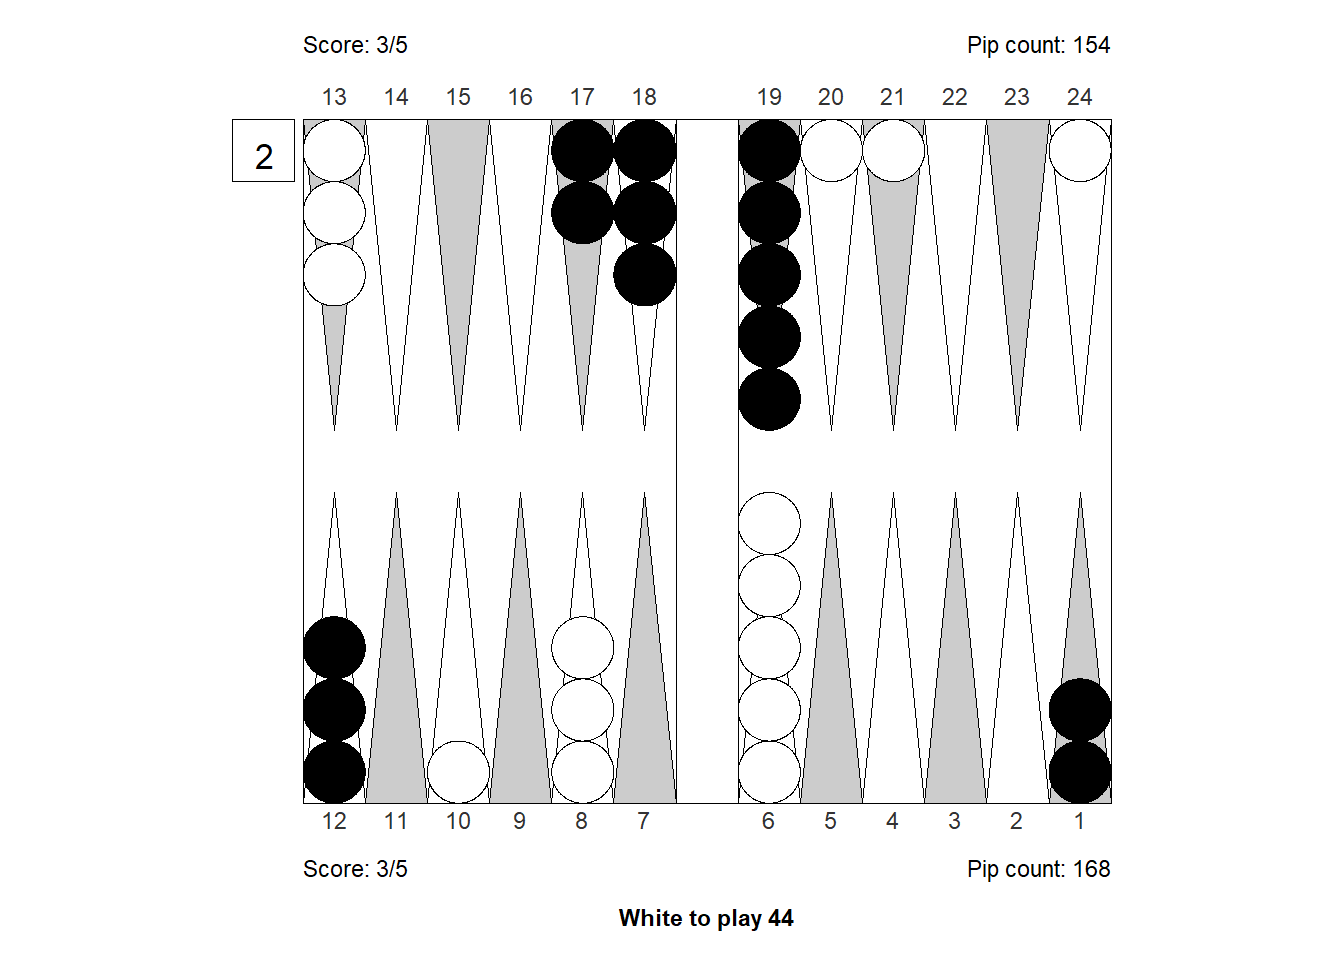 Score: 3/5 Pip count: 154
13 14 15 16 17 18 19 20 21 22 23 24
2
12 11 10 9 8 7 6 5 4 3 2 1
Score: 3/5 Pip count: 168
White to play 44